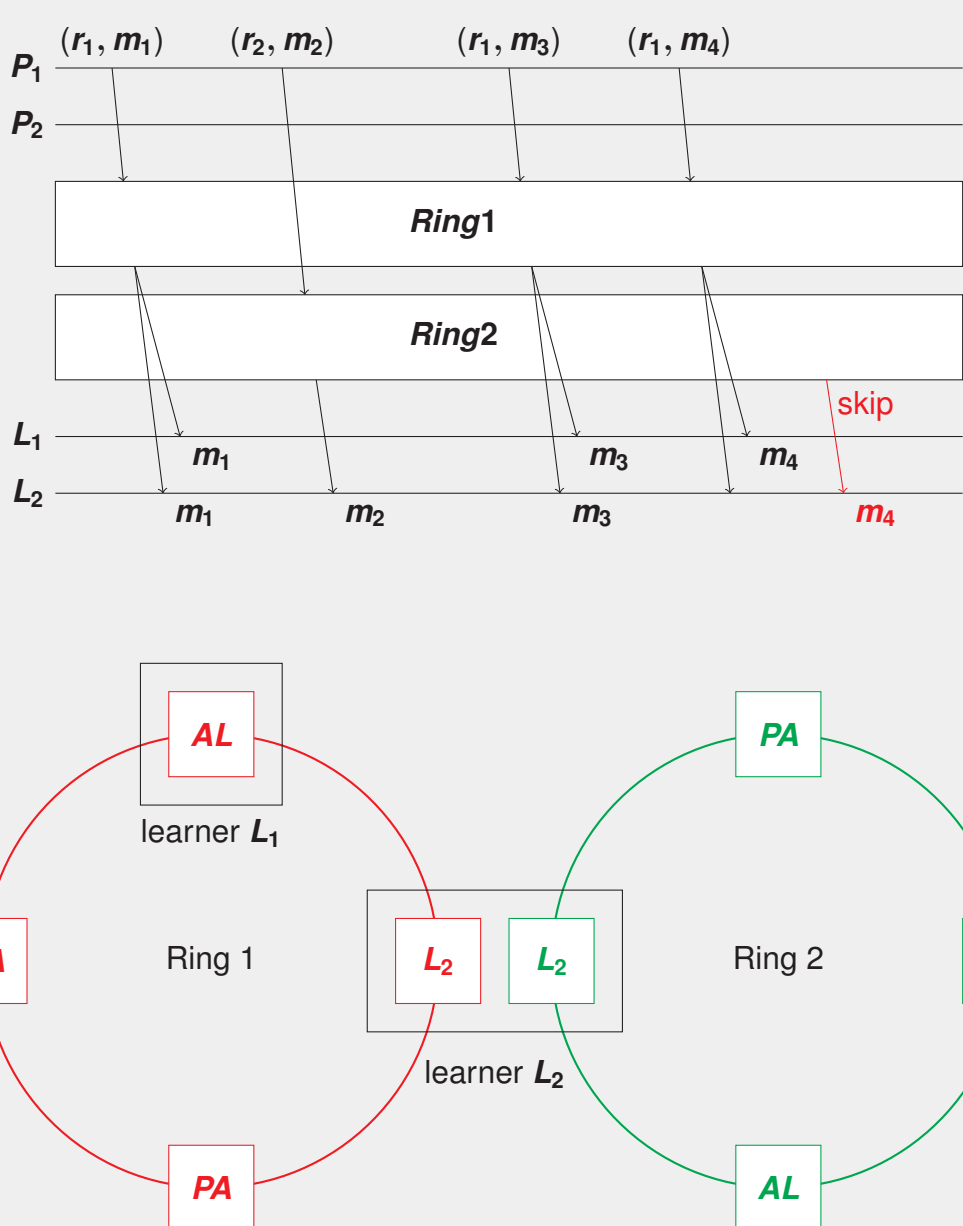 (r₁, m₁) (r₂, m₂) (r₁, m₃) (r₁, m₄)
P₁
P₂
Ring1
Ring2
skip
L₁
m₁ m₃ m₄
L₂
m₁ m₂ m₃ m₄
AL PA
learner L₁
Ring 1 L₂ L₂ Ring 2
learner L₂
PA AL